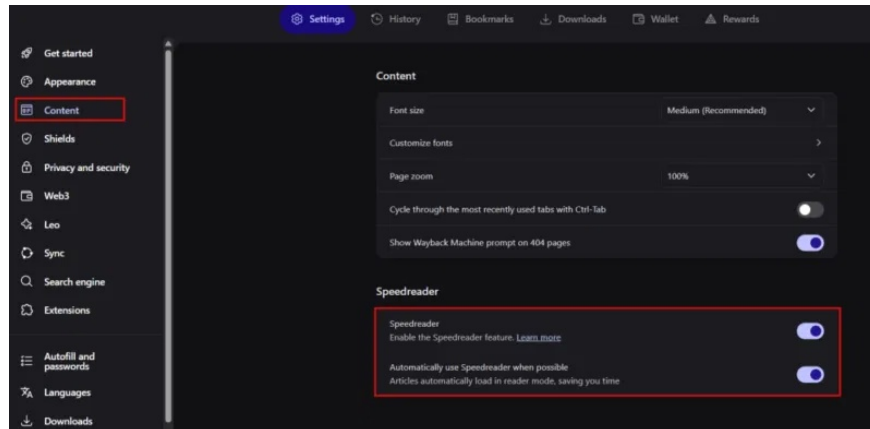 Settings
History
Bookmarks
Downloads
Wallet
Rewards
Get started
Appearance
Content
Shields
Privacy and security
Web3
Leo
Sync
Search engine
Extensions
Autofill and
passwords
Languages
Downloads
Content
Font size
Medium (Recommended)
Customize fonts
Page zoom
100%
Cycle through the most recently used tabs with Ctrl-Tab
Show Wayback Machine prompt on 404 pages
Speedreader
Speedreader
Enable the Speedreader feature. Learn more
Automatically use Speedreader when possible
Articles automatically load in reader mode, saving you time